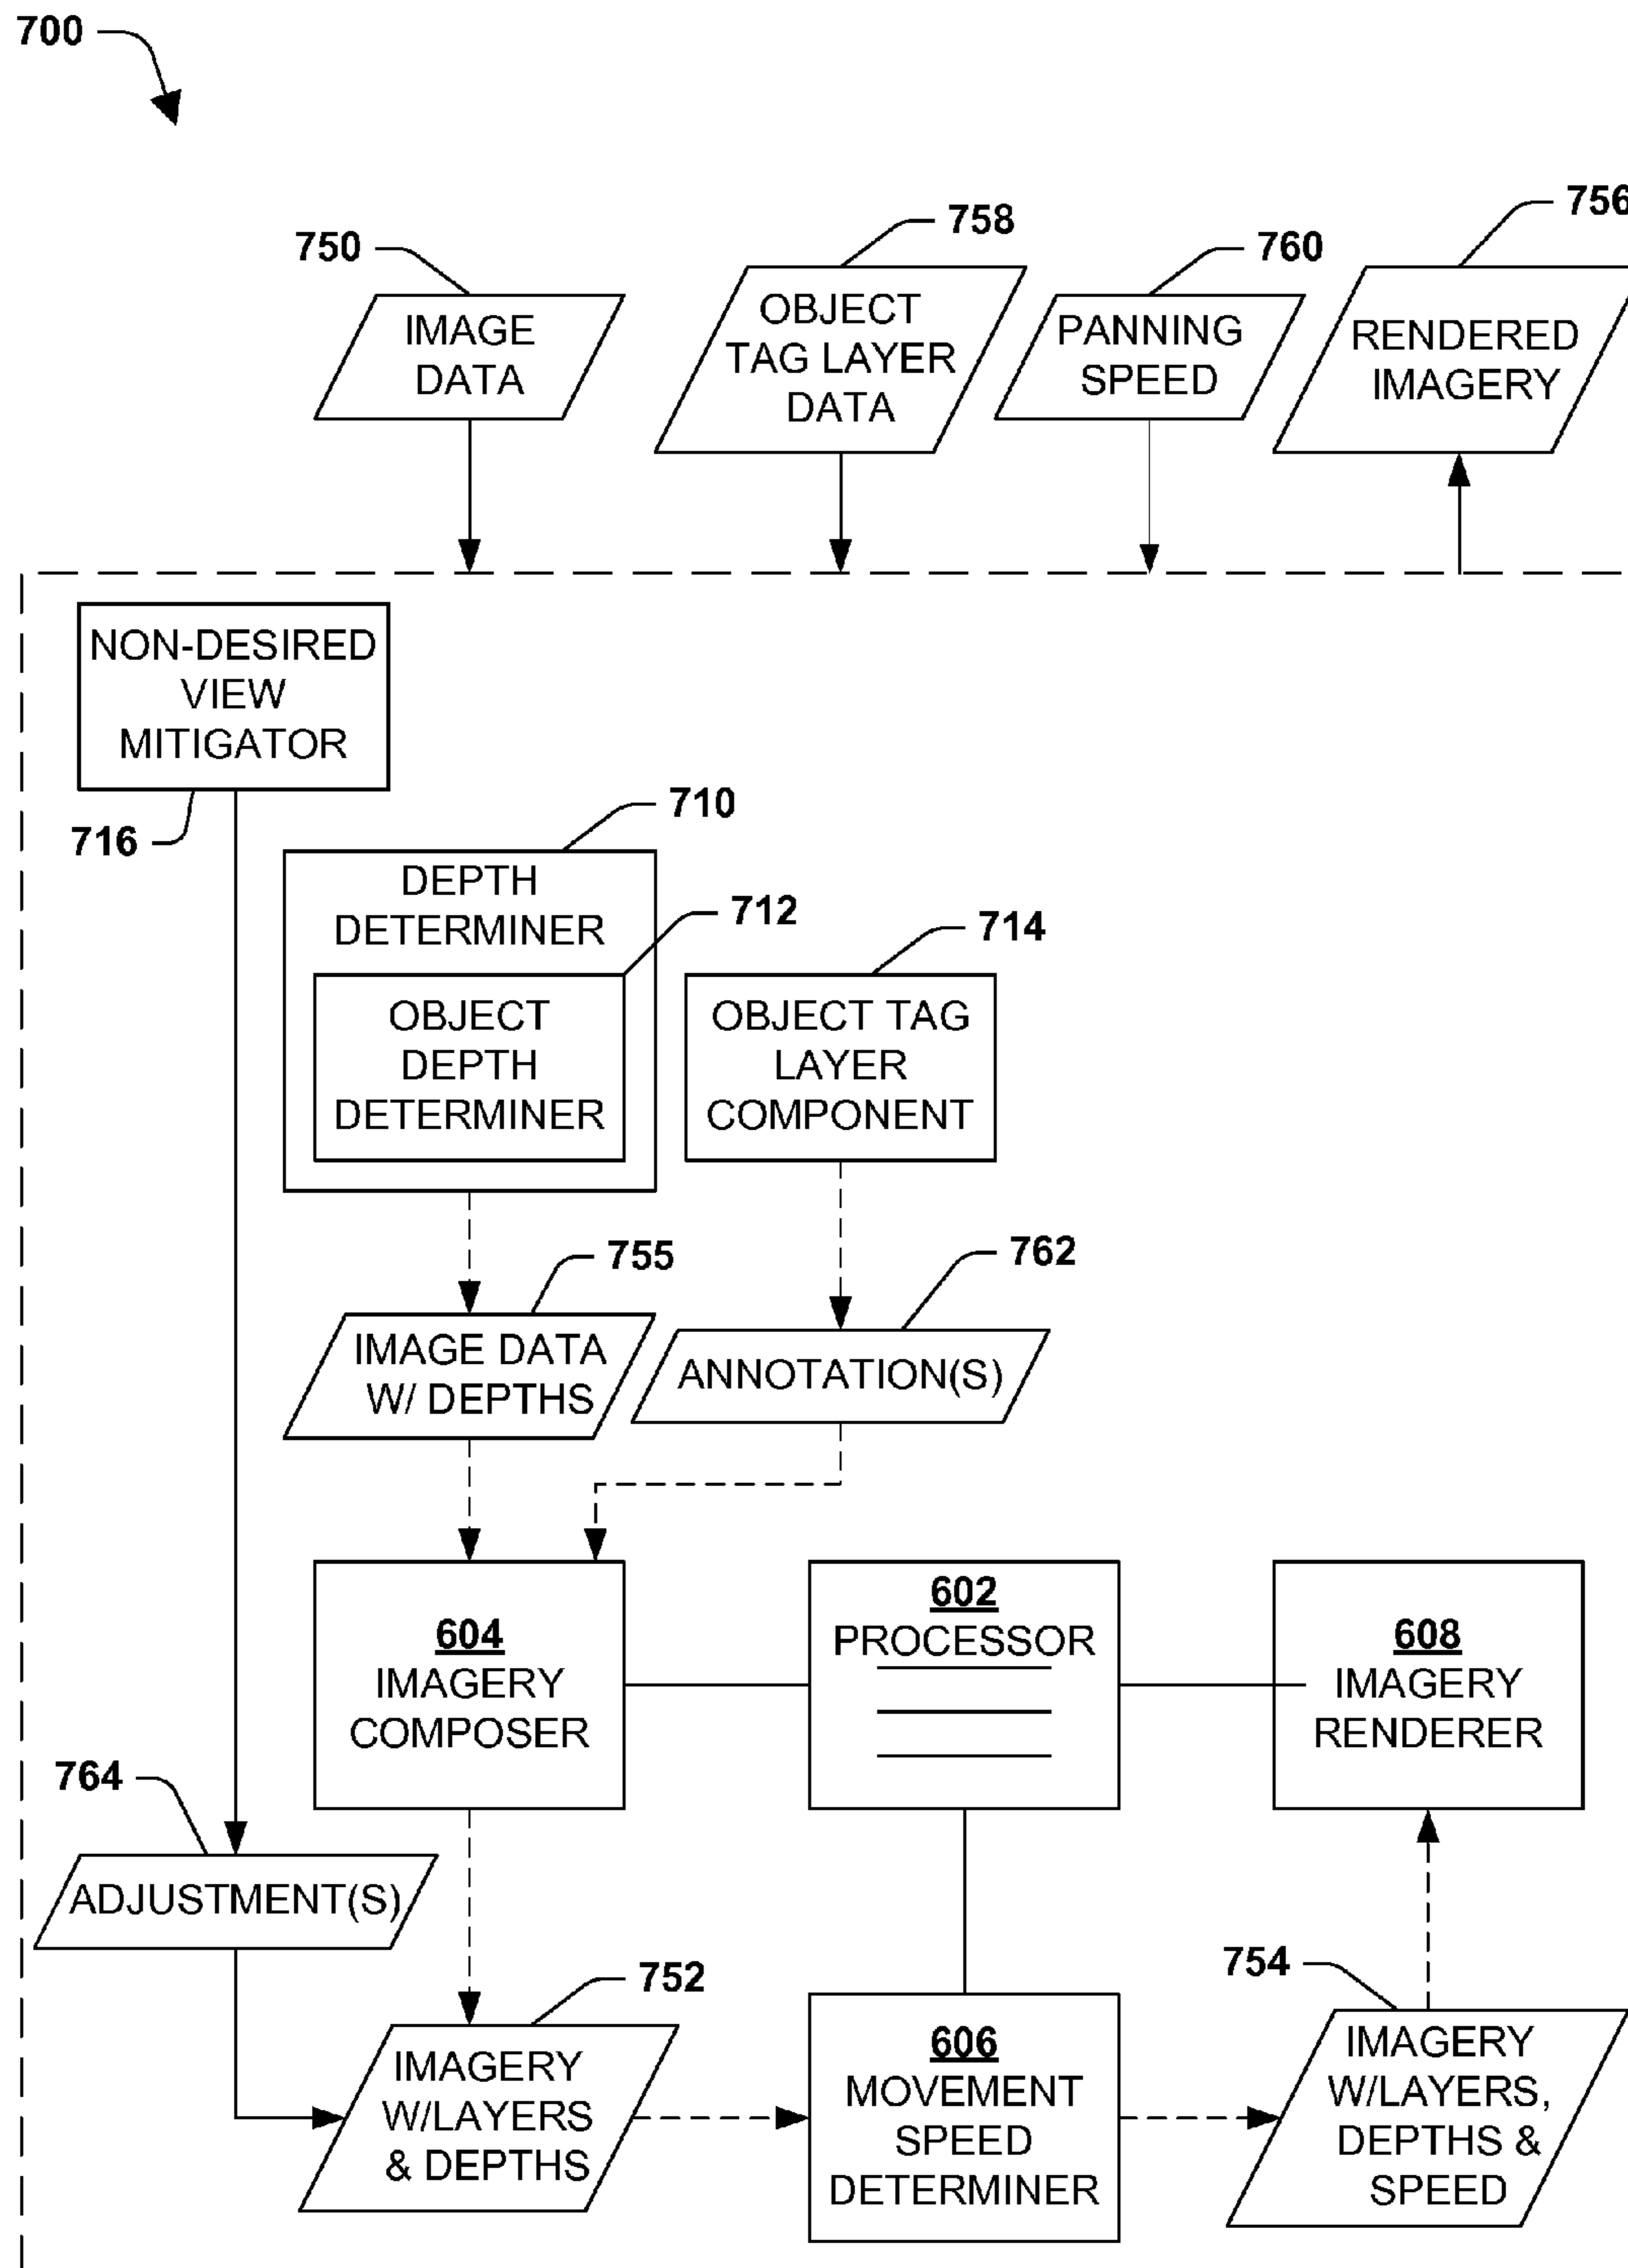 700
756
758
750
760
IMAGE
DATA
OBJECT
TAG LAYER
DATA
PANNING
SPEED
RENDERED
IMAGERY
NON-DESIRED
VIEW
MITIGATOR
716
710
DEPTH
DETERMINER
712
714
OBJECT
DEPTH
DETERMINER
OBJECT TAG
LAYER
COMPONENT
755
762
IMAGE DATA
W/ DEPTHS
ANNOTATION(S)
604
IMAGERY
COMPOSER
602
PROCESSOR
608
IMAGERY
RENDERER
764
ADJUSTMENT(S)
752
754
IMAGERY
W/LAYERS
& DEPTHS
606
MOVEMENT
SPEED
DETERMINER
IMAGERY
W/LAYERS,
DEPTHS &
SPEED